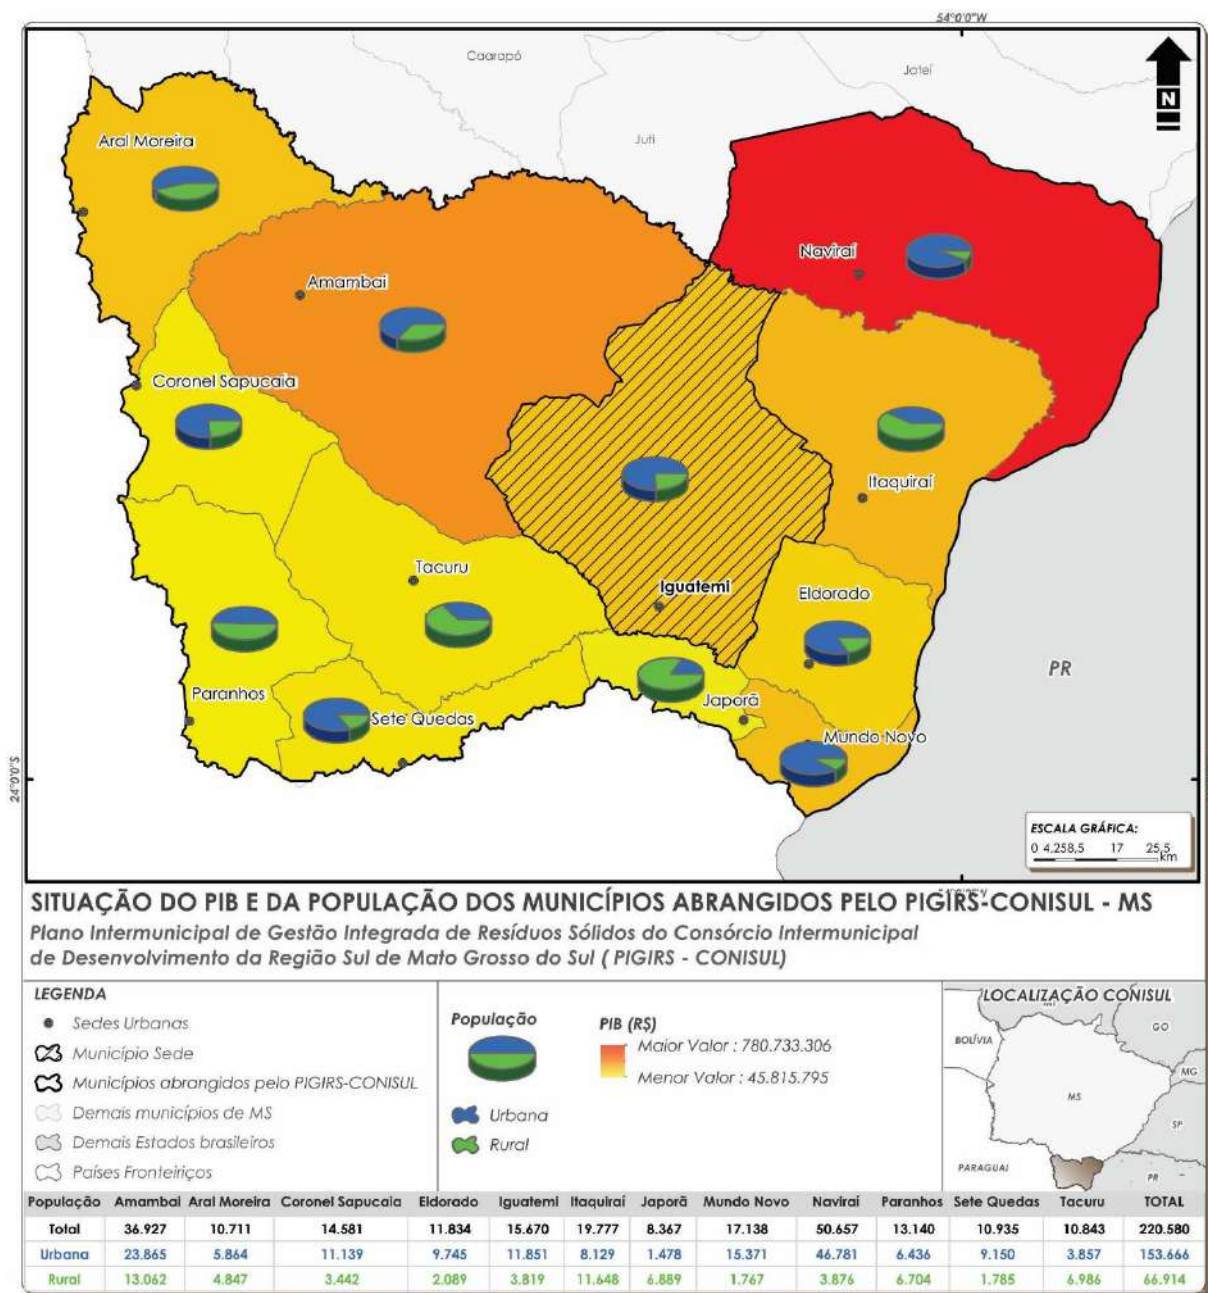 54°0'0"W
Caarapó
Joteí
N
Aral Moreira
Juti
Naviraí
Amambai
Coronel Sapucaia
Itaquiraí
Tacuru
Iguatemi
Eldorado
PR
Paranhos
Japorã
Sete Quedas
Mundo Novo
24°0'0"S
ESCALA GRÁFICA:
0 4,258,5 17 25,5
km
54°0'0"W
SITUAÇÃO DO PIB E DA POPULAÇÃO DOS MUNICÍPIOS ABRANGIDOS PELO PIGIRS-CONISUL - MS
Plano Intermunicipal de Gestão Integrada de Resíduos Sólidos do Consórcio Intermunicipal
de Desenvolvimento da Região Sul de Mato Grosso do Sul ( PIGIRS - CONISUL)
LEGENDA
Sedes Urbanas
Município Sede
Municípios abrangidos pelo PIGIRS-CONISUL
Demais municípios de MS
Demais Estados brasileiros
Países Fronteiriços
População
Urbana
Rural
PIB (R$)
Maior Valor : 780.733.306
Menor Valor : 45.815.795
LOCALIZAÇÃO CONISUL
GO
BOLÍVIA
MG
MS
SP
PARAGUAI
PR
População Amambai Aral Moreira Coronel Sapucaia Eldorado Iguatemi Itaquiraí Japorã Mundo Novo Naviraí Paranhos Sete Quedas Tacuru TOTAL
Total 36.927 10.711 14.581 11.834 15.670 19.777 8.367 17.138 50.657 13.140 10.935 10.843 220.580
Urbana 23.865 5.864 11.139 9.745 11.851 8.129 1.478 15.371 46.781 6.436 9.150 3.857 153.666
Rural 13.062 4.847 3.442 2.089 3.819 11.648 6.889 1.767 3.876 6.704 1.785 6.986 66.914